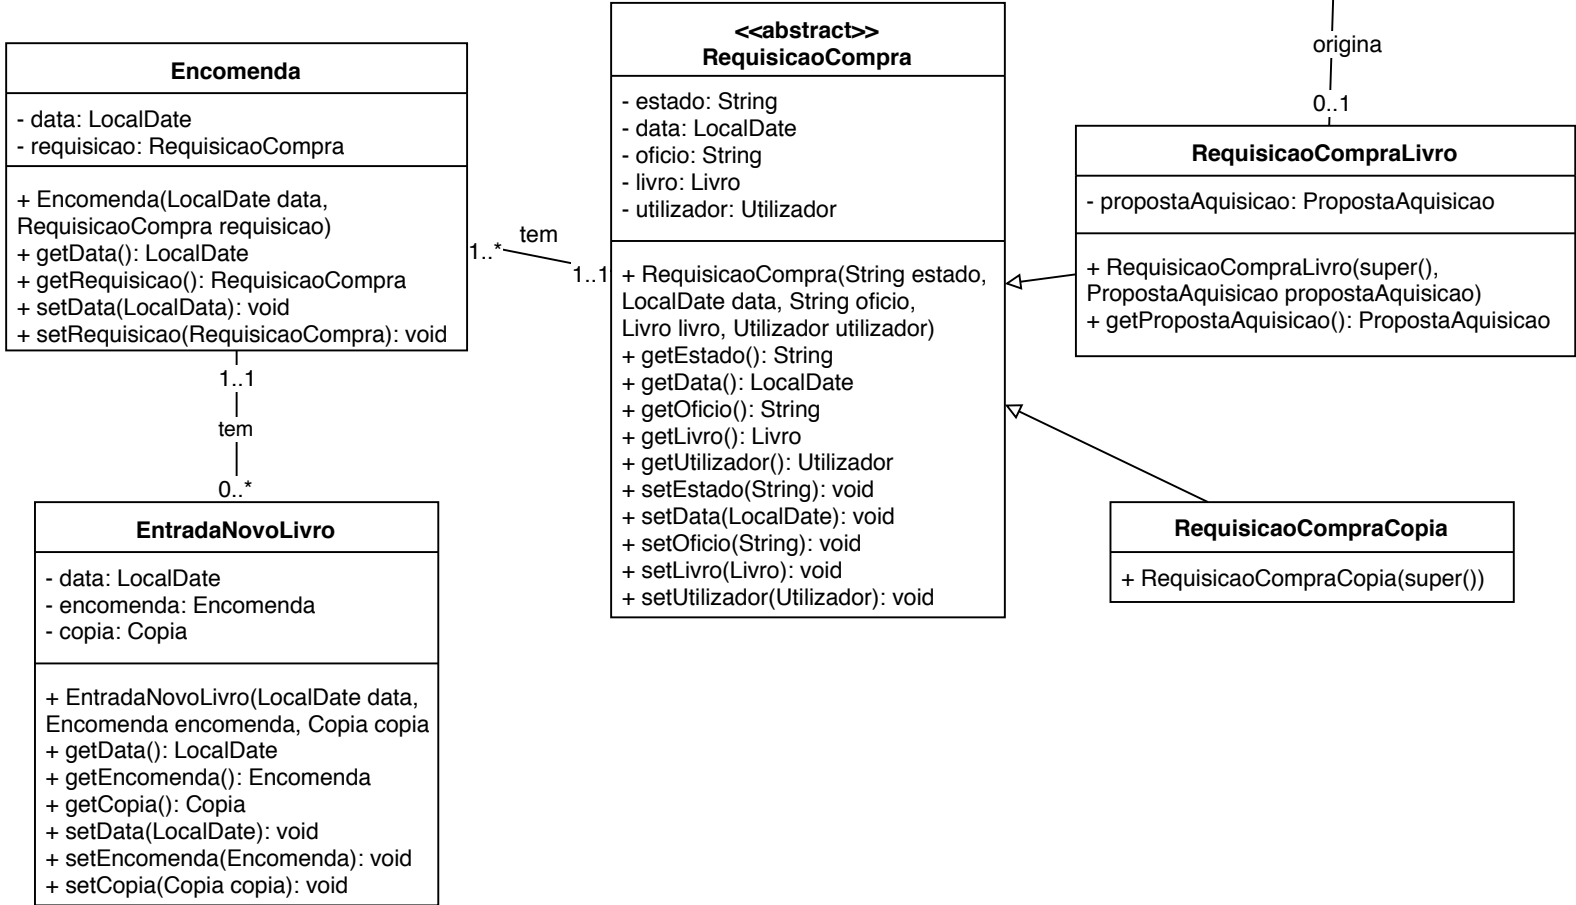 Encomenda
- data: LocalDate
- requisicao: RequisicaoCompra
+ Encomenda(LocalDate data,
RequisicaoCompra requisicao)
+ getData(): LocalDate
+ getRequisicao(): RequisicaoCompra
+ setData(LocalData): void
+ setRequisicao(RequisicaoCompra): void
1..*
tem
1..1
<<abstract>>
RequisicaoCompra
- estado: String
- data: LocalDate
- oficio: String
- livro: Livro
- utilizador: Utilizador
+ RequisicaoCompra(String estado,
LocalDate data, String oficio,
Livro livro, Utilizador utilizador)
+ getEstado(): String
+ getData(): LocalDate
+ getOficio(): String
+ getLivro(): Livro
+ getUtilizador(): Utilizador
+ setEstado(String): void
+ setData(LocalDate): void
+ setOficio(String): void
+ setLivro(Livro): void
+ setUtilizador(Utilizador): void
origina
0..1
RequisicaoCompraLivro
- propostaAquisicao: PropostaAquisicao
+ RequisicaoCompraLivro(super(),
PropostaAquisicao propostaAquisicao)
+ getPropostaAquisicao(): PropostaAquisicao
RequisicaoCompraCopia
+ RequisicaoCompraCopia(super())
1..1
tem
0..*
EntradaNovoLivro
- data: LocalDate
- encomenda: Encomenda
- copia: Copia
+ EntradaNovoLivro(LocalDate data,
Encomenda encomenda, Copia copia
+ getData(): LocalDate
+ getEncomenda(): Encomenda
+ getCopia(): Copia
+ setData(LocalDate): void
+ setEncomenda(Encomenda): void
+ setCopia(Copia copia): void